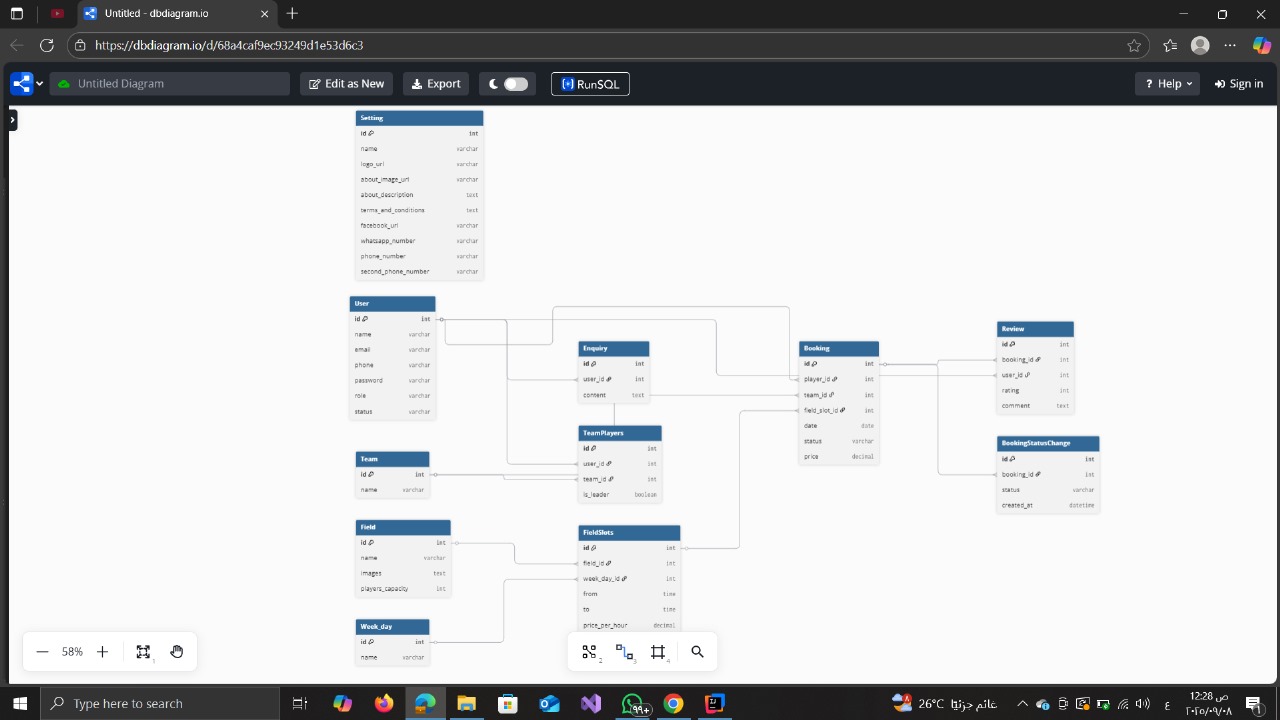 Untitled - dbdiagram.io
https://dbdiagram.io/d/68a4caf9ec93249d1e53d6c3
Untitled Diagram
Edit as New
Export
RunSQL
? Help
Sign in
Setting
id int
name varchar
logo_url varchar
about_image_url varchar
about_description text
terms_and_conditions text
facebook_url varchar
whatsapp_number varchar
phone_number varchar
second_phone_number varchar
User
id int
name varchar
email varchar
phone varchar
password varchar
role varchar
status varchar
Team
id int
name varchar
Field
id int
name varchar
images text
players_capacity int
Week_day
id int
name varchar
Enquiry
id int
user_id int
content text
TeamPlayers
id int
user_id int
team_id int
is_leader boolean
FieldSlots
id int
field_id int
week_day_id int
from time
to time
price_per_hour decimal
Booking
id int
player_id int
team_id int
field_slot_id int
date date
status varchar
price decimal
Review
id int
booking_id int
user_id int
rating int
comment text
BookingStatusChange
id int
booking_id int
status varchar
created_at datetime
58%
1
2
3
4
Type here to search
99+
26°C غائم جزئيا
ع
12:28 ص